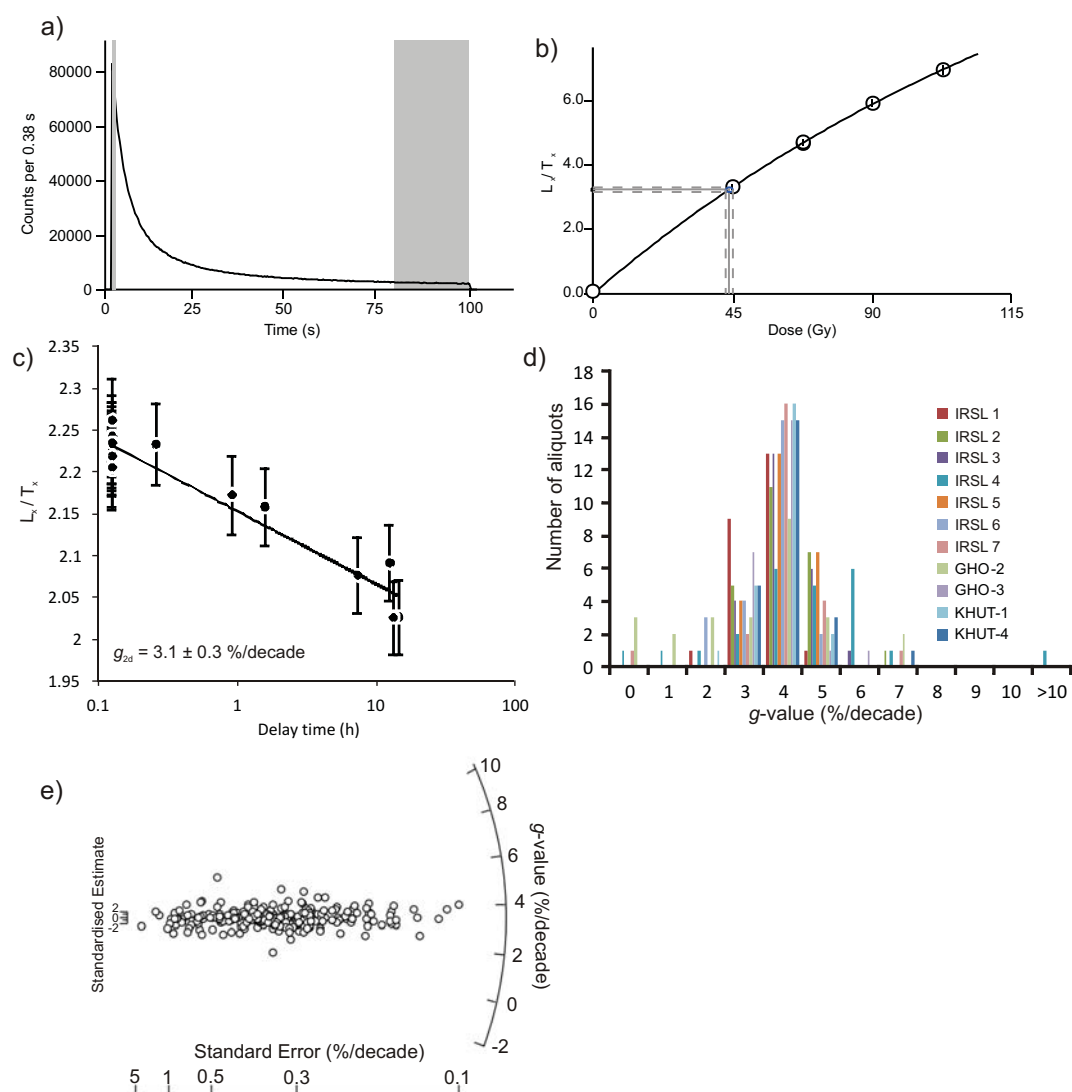 a)
80000
60000
40000
20000
0
Counts per 0.38 s
0 25 50 75 100
Time (s)
b)
6.0
4.0
2.0
0.0
Lx / Tx
0 45 90 115
Dose (Gy)
c)
2.35
2.3
2.25
2.2
2.15
2.1
2.05
2
1.95
Lx / Tx
g2d = 3.1 ± 0.3 %/decade
0.1 1 10 100
Delay time (h)
d)
18
16
14
12
10
8
6
4
2
0
Number of aliquots
IRSL 1
IRSL 2
IRSL 3
IRSL 4
IRSL 5
IRSL 6
IRSL 7
GHO-2
GHO-3
KHUT-1
KHUT-4
0 1 2 3 4 5 6 7 8 9 10 >10
g-value (%/decade)
e)
Standardised Estimate
2
0
-2
10
8
6
4
2
0
-2
g-value (%/decade)
Standard Error (%/decade)
5 1 0.5 0.3 0.1